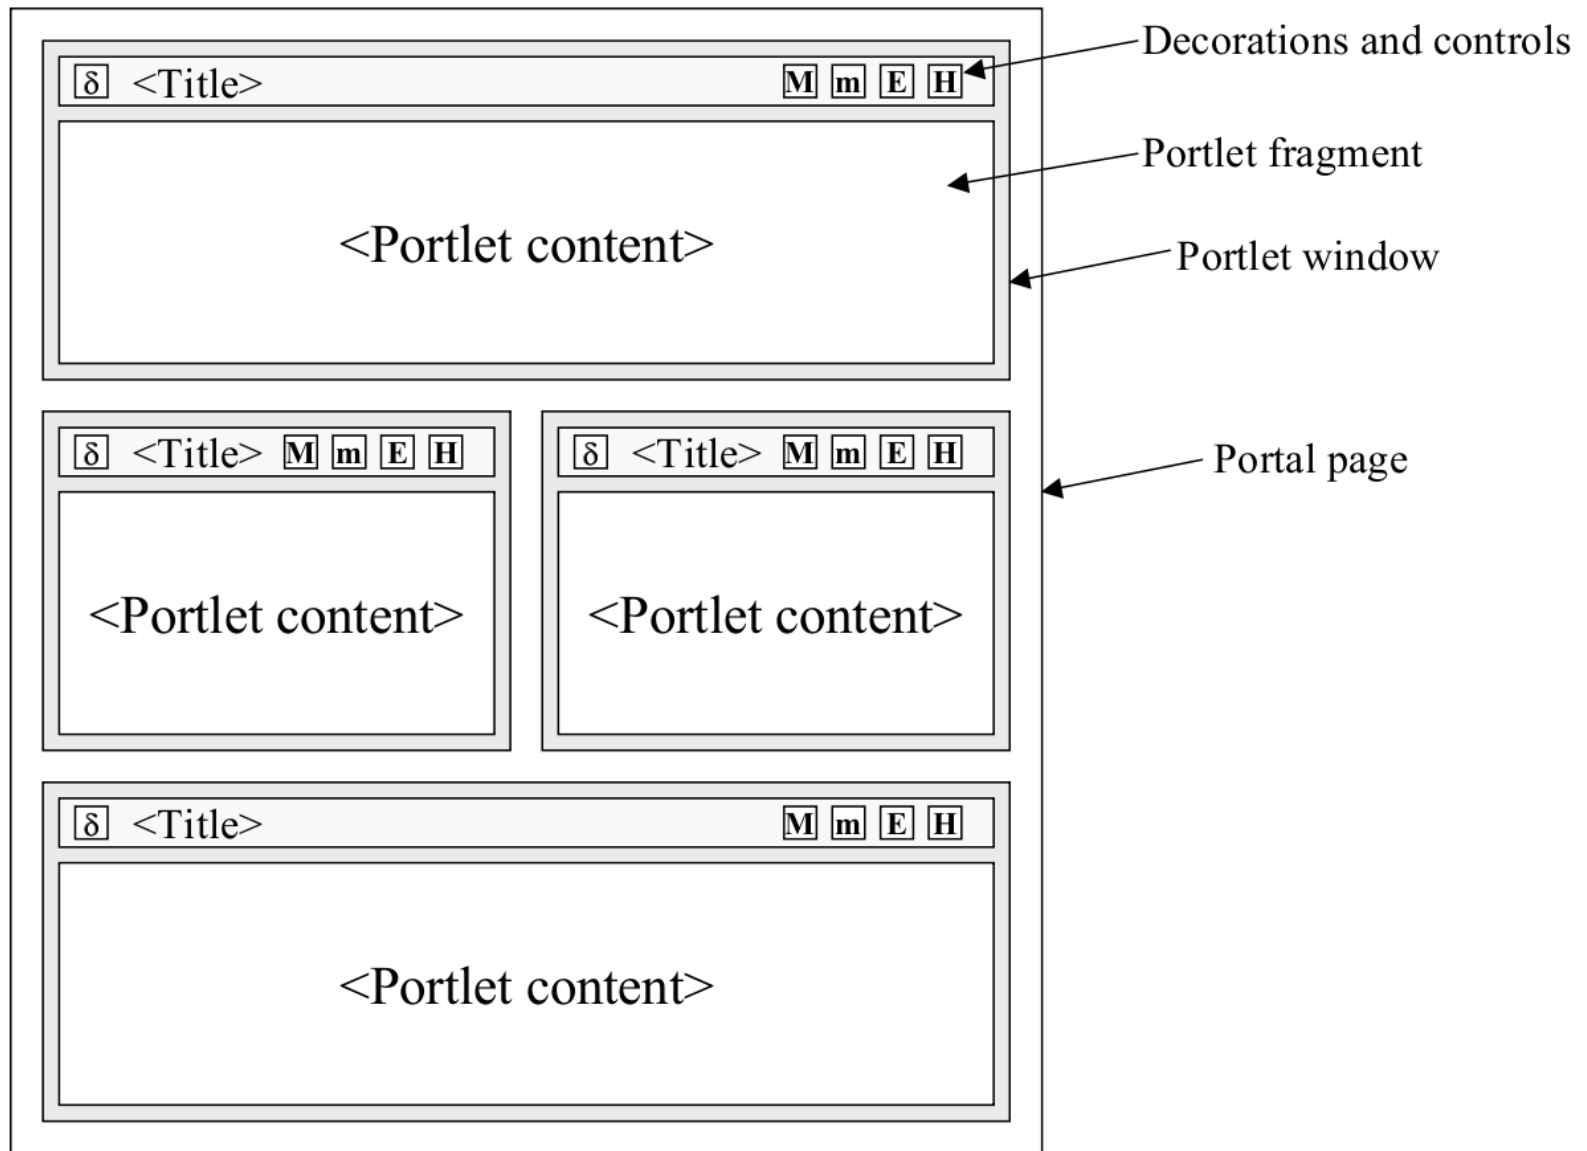 Decorations and controls
δ <Title> M m E H
Portlet fragment
<Portlet content>
Portlet window
δ <Title> M m E H
δ <Title> M m E H
Portal page
<Portlet content>
<Portlet content>
δ <Title> M m E H
<Portlet content>